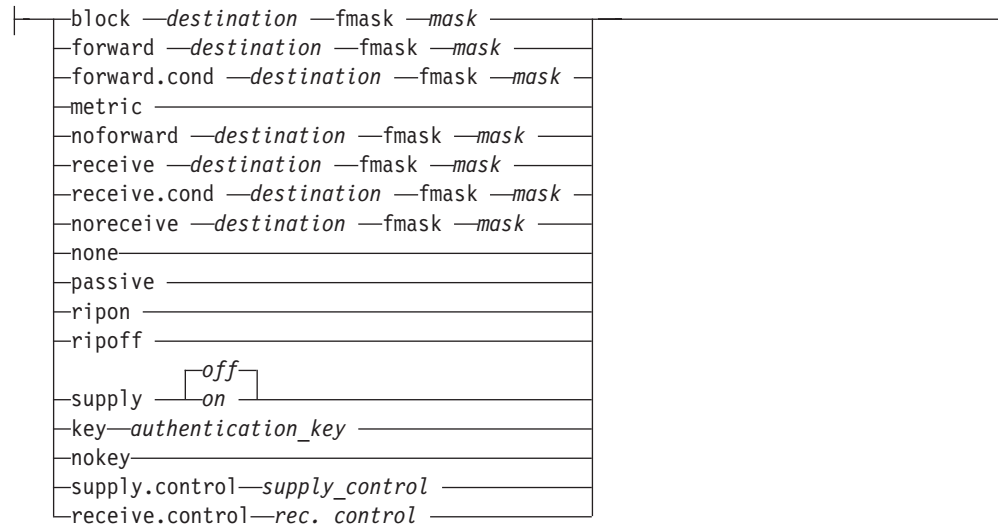 block destination fmask mask
forward destination fmask mask
forward.cond destination fmask mask
metric
noforward destination fmask mask
receive destination fmask mask
receive.cond destination fmask mask
noreceive destination fmask mask
none
passive
ripon
ripoff
off
supply on
key authentication_key
nokey
supply.control supply_control
receive.control rec. control